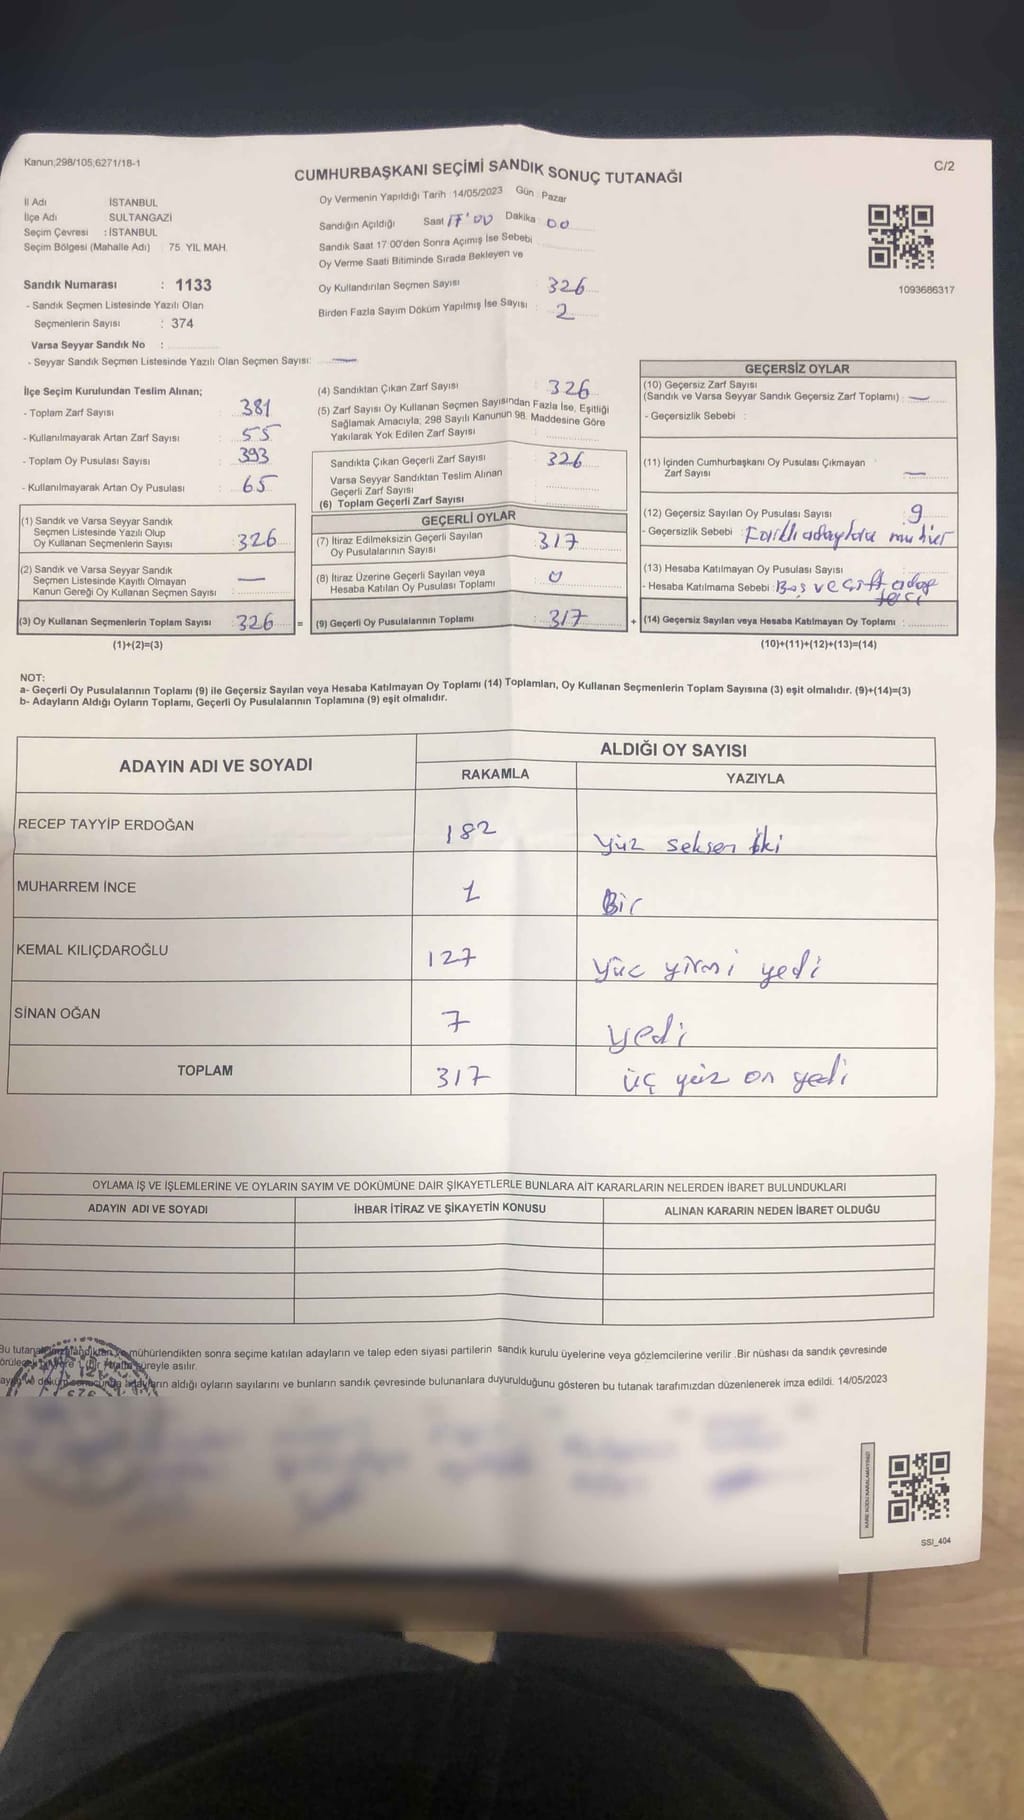 Kanun;298/105;6271/18-1
C/2
CUMHURBAŞKANI SEÇİMİ SANDIK SONUÇ TUTANAĞI
İl Adı İSTANBUL
İlçe Adı SULTANGAZİ
Seçim Çevresi : İSTANBUL
Seçim Bölgesi (Mahalle Adı) 75. YIL MAH.
Sandık Numarası : 1133
- Sandık Seçmen Listesinde Yazılı Olan
Seçmenlerin Sayısı : 374
Varsa Seyyar Sandık No :
- Seyyar Sandık Seçmen Listesinde Yazılı Olan Seçmen Sayısı: —
Oy Vermenin Yapıldığı Tarih : 14/05/2023 Gün : Pazar
Sandığın Açıldığı Saat 17:00 Dakika 00
Sandık Saat 17:00'den Sonra Açımış İse Sebebi
Oy Verme Saati Bitiminde Sırada Bekleyen ve
Oy Kullandırılan Seçmen Sayısı : 326
Birden Fazla Sayım Döküm Yapılmış İse Sayısı : 2
1093686317
İlçe Seçim Kurulundan Teslim Alınan;
- Toplam Zarf Sayısı : 381
- Kullanılmayarak Artan Zarf Sayısı : 55
- Toplam Oy Pusulası Sayısı : 393
- Kullanılmayarak Artan Oy Pusulası : 65
(1) Sandık ve Varsa Seyyar Sandık
Seçmen Listesinde Yazılı Olup
Oy Kullanan Seçmenlerin Sayısı : 326
(2) Sandık ve Varsa Seyyar Sandık
Seçmen Listesinde Kayıtlı Olmayan
Kanun Gereği Oy Kullanan Seçmen Sayısı : —
(3) Oy Kullanan Seçmenlerin Toplam Sayısı : 326 =
(1)+(2)=(3)
(4) Sandıktan Çıkan Zarf Sayısı : 326
(5) Zarf Sayısı Oy Kullanan Seçmen Sayısından Fazla İse, Eşitliği
Sağlamak Amacıyla, 298 Sayılı Kanunun 98. Maddesine Göre
Yakılarak Yok Edilen Zarf Sayısı :
Sandıkta Çıkan Geçerli Zarf Sayısı : 326
Varsa Seyyar Sandıktan Teslim Alınan
Geçerli Zarf Sayısı
(6) Toplam Geçerli Zarf Sayısı
GEÇERLİ OYLAR
(7) İtiraz Edilmeksizin Geçerli Sayılan
Oy Pusulalarının Sayısı : 317
(8) İtiraz Üzerine Geçerli Sayılan veya
Hesaba Katılan Oy Pusulası Toplamı : 0
(9) Geçerli Oy Pusulalarının Toplamı : 317 +
GEÇERSİZ OYLAR
(10) Geçersiz Zarf Sayısı
(Sandık ve Varsa Seyyar Sandık Geçersiz Zarf Toplamı) : —
- Geçersizlik Sebebi :
(11) İçinden Cumhurbaşkanı Oy Pusulası Çıkmayan
Zarf Sayısı : —
(12) Geçersiz Sayılan Oy Pusulası Sayısı : 9
- Geçersizlik Sebebi : Farklı adaylara
(13) Hesaba Katılmayan Oy Pusulası Sayısı :
- Hesaba Katılmama Sebebi : Boş ve çift aday
(14) Geçersiz Sayılan veya Hesaba Katılmayan Oy Toplamı :
(10)+(11)+(12)+(13)=(14)
NOT:
a- Geçerli Oy Pusulalarının Toplamı (9) ile Geçersiz Sayılan veya Hesaba Katılmayan Oy Toplamı (14) Toplamları, Oy Kullanan Seçmenlerin Toplam Sayısına (3) eşit olmalıdır. (9)+(14)=(3)
b- Adayların Aldığı Oyların Toplamı, Geçerli Oy Pusulalarının Toplamına (9) eşit olmalıdır.
ADAYIN ADI VE SOYADI
ALDIĞI OY SAYISI
RAKAMLA YAZIYLA
RECEP TAYYİP ERDOĞAN 182 Yüz seksen iki
MUHARREM İNCE 1 Bir
KEMAL KILIÇDAROĞLU 127 Yüz yirmi yedi
SİNAN OĞAN 7 yedi
TOPLAM 317 üç yüz on yedi
OYLAMA İŞ VE İŞLEMLERİNE VE OYLARIN SAYIM VE DÖKÜMÜNE DAİR ŞİKAYETLERLE BUNLARA AİT KARARLARIN NELERDEN İBARET BULUNDUKLARI
ADAYIN ADI VE SOYADI İHBAR İTİRAZ VE ŞİKAYETİN KONUSU ALINAN KARARIN NEDEN İBARET OLDUĞU
Bu tutanak mühürlendikten sonra seçime katılan adayların ve talep eden siyasi partilerin sandık kurulu üyelerine veya gözlemcilerine verilir .Bir nüshası da sandık çevresinde
süreyle asılır.
aldığı oyların sayılarını ve bunların sandık çevresinde bulunanlara duyurulduğunu gösteren bu tutanak tarafımızdan düzenlenerek imza edildi. 14/05/2023
SSI_404